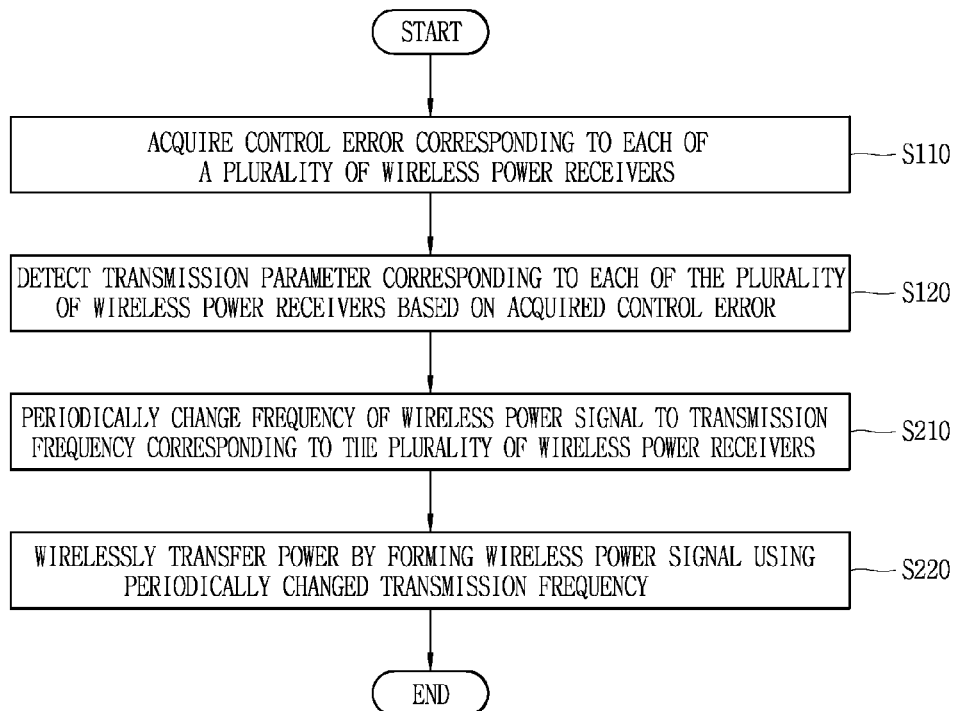 START
ACQUIRE CONTROL ERROR CORRESPONDING TO EACH OF
A PLURALITY OF WIRELESS POWER RECEIVERS
S110
DETECT TRANSMISSION PARAMETER CORRESPONDING TO EACH OF THE PLURALITY
OF WIRELESS POWER RECEIVERS BASED ON ACQUIRED CONTROL ERROR
S120
PERIODICALLY CHANGE FREQUENCY OF WIRELESS POWER SIGNAL TO TRANSMISSION
FREQUENCY CORRESPONDING TO THE PLURALITY OF WIRELESS POWER RECEIVERS
S210
WIRELESSLY TRANSFER POWER BY FORMING WIRELESS POWER SIGNAL USING
PERIODICALLY CHANGED TRANSMISSION FREQUENCY
S220
END